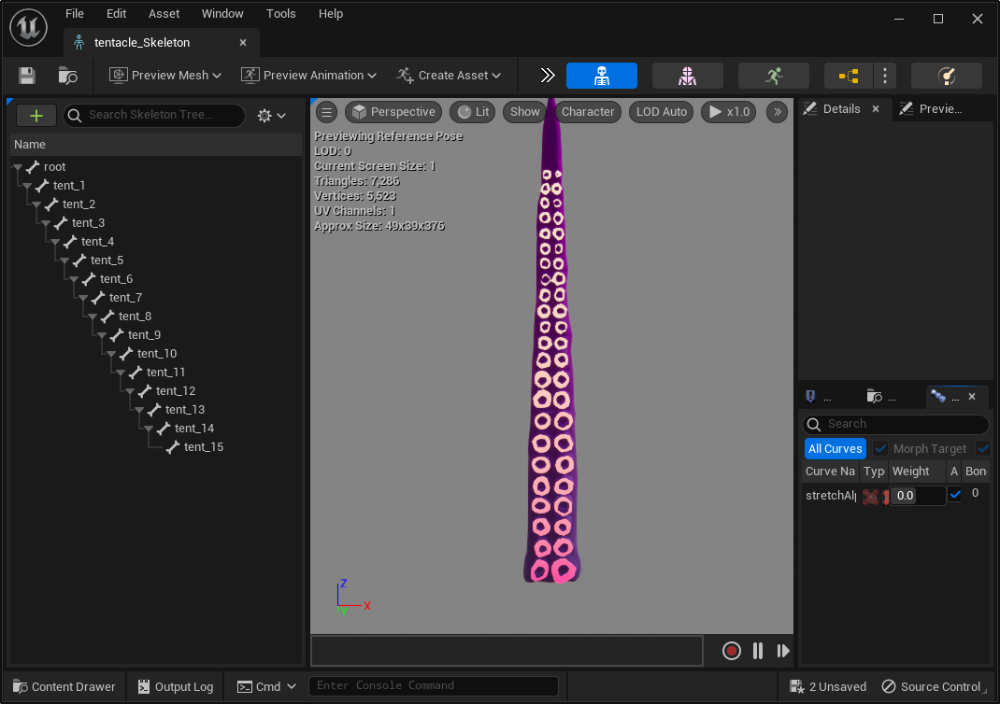 File Edit Asset Window Tools Help
tentacle_Skeleton
Preview Mesh Preview Animation Create Asset
Search Skeleton Tree...
Name
root
tent_1
tent_2
tent_3
tent_4
tent_5
tent_6
tent_7
tent_8
tent_9
tent_10
tent_11
tent_12
tent_13
tent_14
tent_15
Perspective Lit Show Character LOD Auto x1.0
Previewing Reference Pose
LOD: 0
Current Screen Size: 1
Triangles: 7,286
Vertices: 5,523
UV Channels: 1
Approx Size: 49x39x376
Z
X
Y
Details Previe...
... ... ...
Search
All Curves Morph Target
Curve Na Typ Weight A Bon
stretchAl 0.0 0
Content Drawer Output Log Cmd Enter Console Command 2 Unsaved Source Control